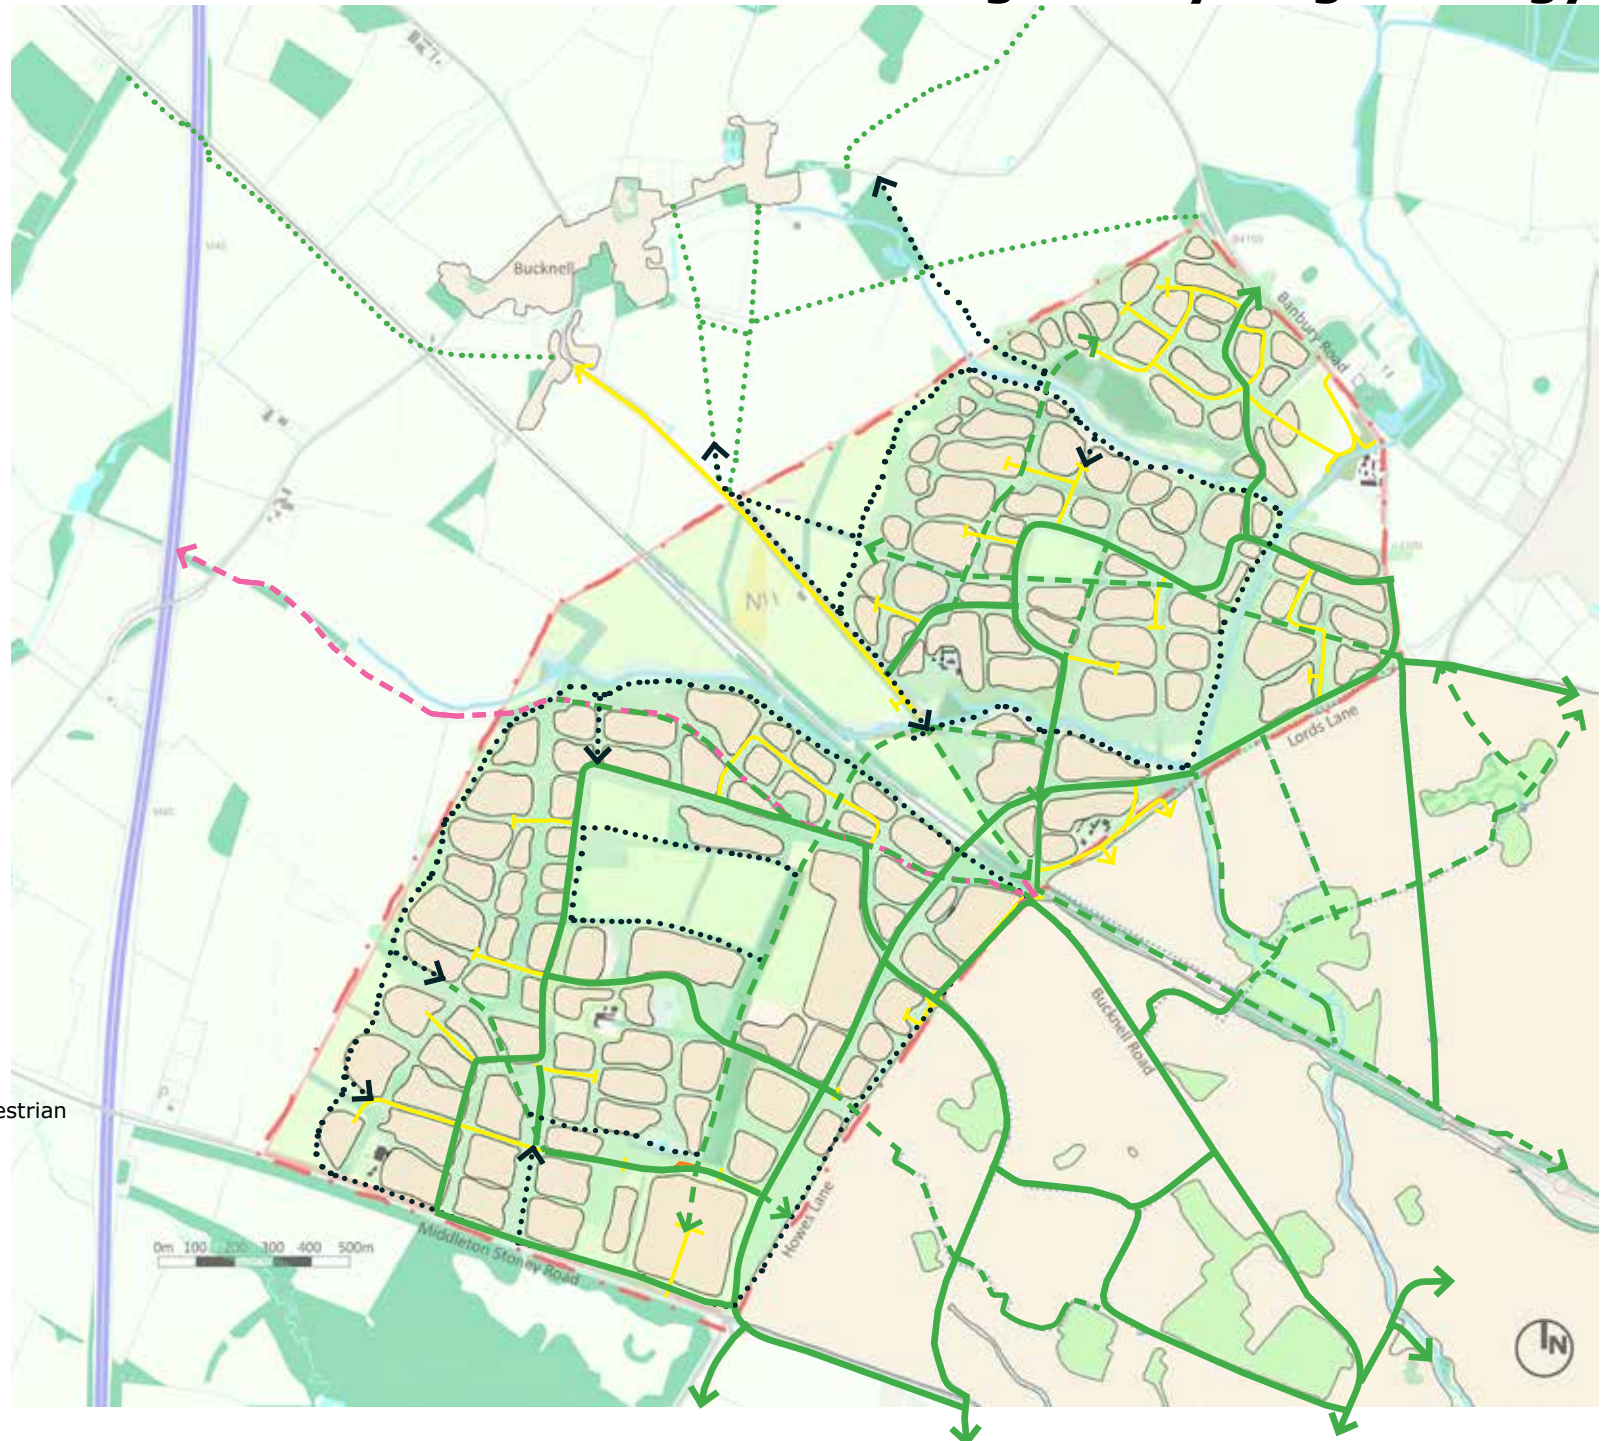 Bucknell
Banbury Road
Lords Lane
estrian
Bucknell Road
Howes Lane
Middleton Stoney Road
0m 100 200 300 400 500m
N